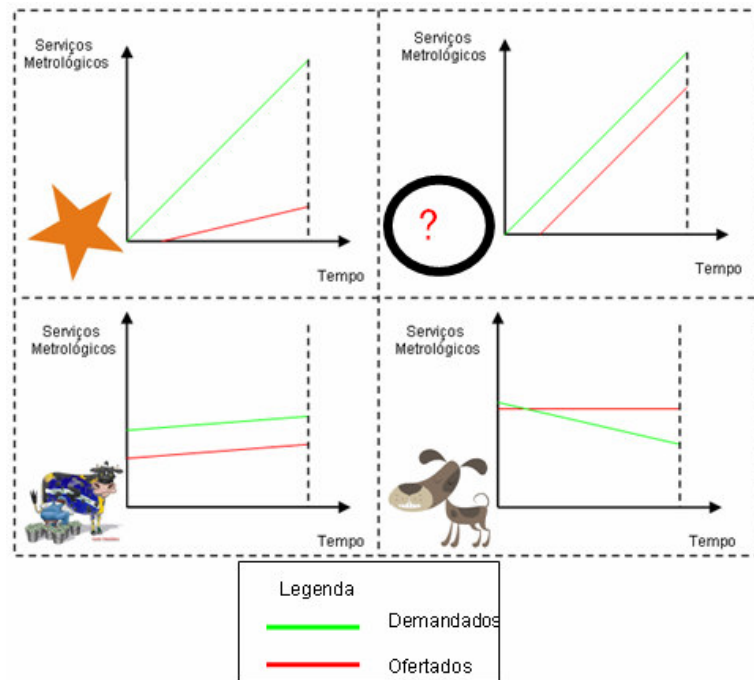 Serviços
Metrológicos
Tempo
Serviços
Metrológicos
?
Tempo
Serviços
Metrológicos
Tempo
Serviços
Metrológicos
Tempo
Legenda
Demandados
Ofertados